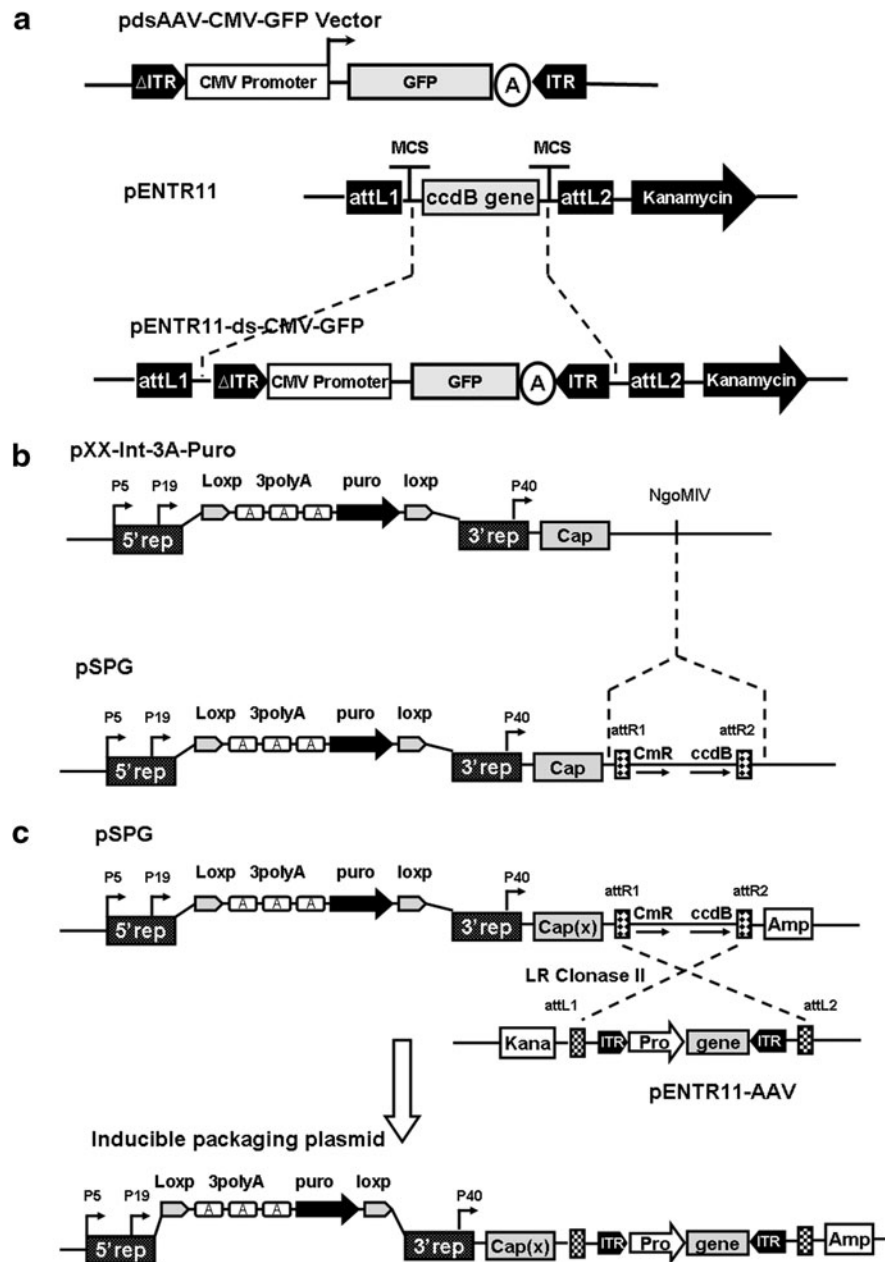 a
pdsAAV-CMV-GFP Vector
ΔITR CMV Promoter GFP A ITR
MCS MCS
pENTR11
attL1 ccdB gene attL2 Kanamycin
pENTR11-ds-CMV-GFP
attL1 ΔITR CMV Promoter GFP A ITR attL2 Kanamycin
b
pXX-Int-3A-Puro
P5 P19 Loxp 3polyA puro loxp P40 NgoMIV
5' rep A A A 3' rep Cap
pSPG
P5 P19 Loxp 3polyA puro loxp P40 attR1 attR2
CmR ccdB
5' rep A A A 3' rep Cap
c
pSPG
P5 P19 Loxp 3polyA puro loxp P40 attR1 attR2
CmR ccdB
5' rep A A A 3' rep Cap(x) Amp
LR Clonase II
attL1 attL2
Kana ITR Pro gene ITR
pENTR11-AAV
Inducible packaging plasmid
P5 P19 Loxp 3polyA puro loxp P40
5' rep A A A 3' rep Cap(x) ITR Pro gene ITR Amp